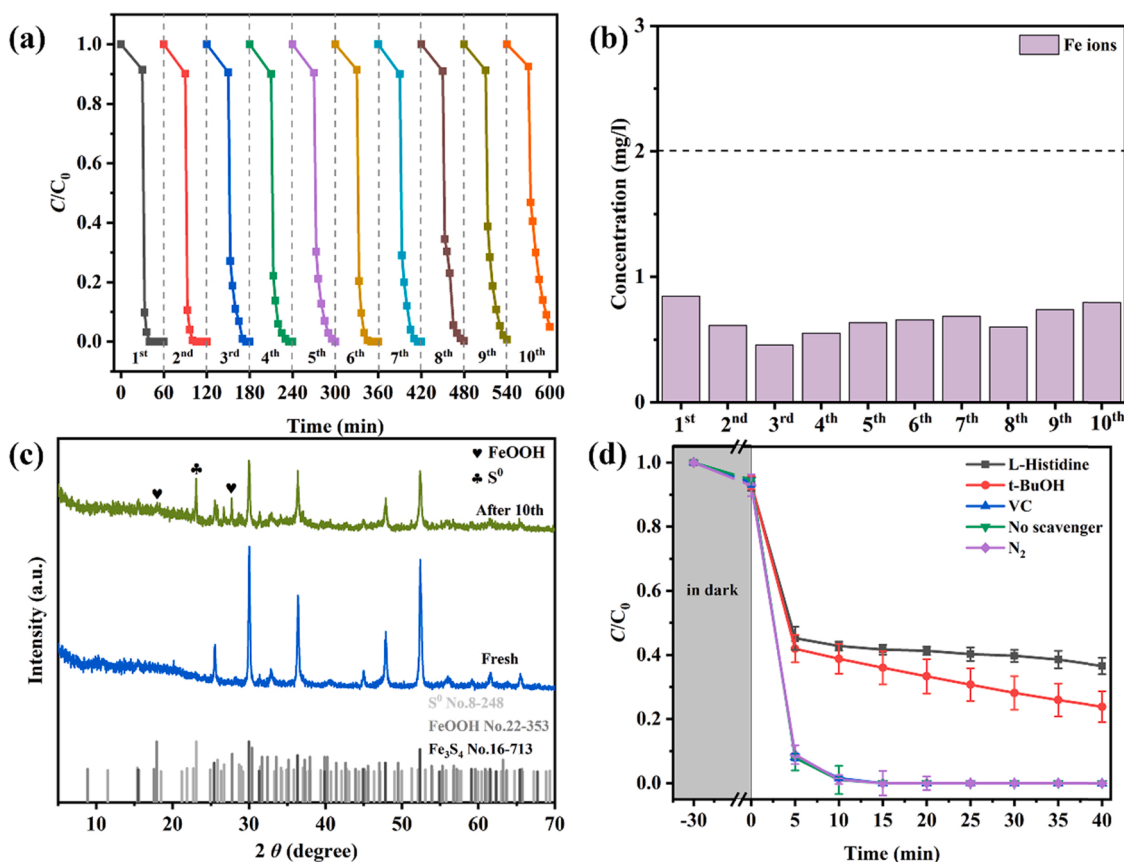 (a)
C/C₀
1.0
0.8
0.6
0.4
0.2
0.0
1ˢᵗ 2ⁿᵈ 3ʳᵈ 4ᵗʰ 5ᵗʰ 6ᵗʰ 7ᵗʰ 8ᵗʰ 9ᵗʰ 10ᵗʰ
0 60 120 180 240 300 360 420 480 540 600
Time (min)
(b)
Fe ions
Concentration (mg/l)
3
2
1
0
1ˢᵗ 2ⁿᵈ 3ʳᵈ 4ᵗʰ 5ᵗʰ 6ᵗʰ 7ᵗʰ 8ᵗʰ 9ᵗʰ 10ᵗʰ
(c)
♥ FeOOH
♣ S⁰
After 10th
Fresh
S⁰ No.8-248
FeOOH No.22-353
Fe₃S₄ No.16-713
Intensity (a.u.)
10 20 30 40 50 60 70
2 θ (degree)
(d)
L-Histidine
t-BuOH
VC
No scavenger
N₂
in dark
C/C₀
1.0
0.8
0.6
0.4
0.2
0.0
-30 0 5 10 15 20 25 30 35 40
Time (min)